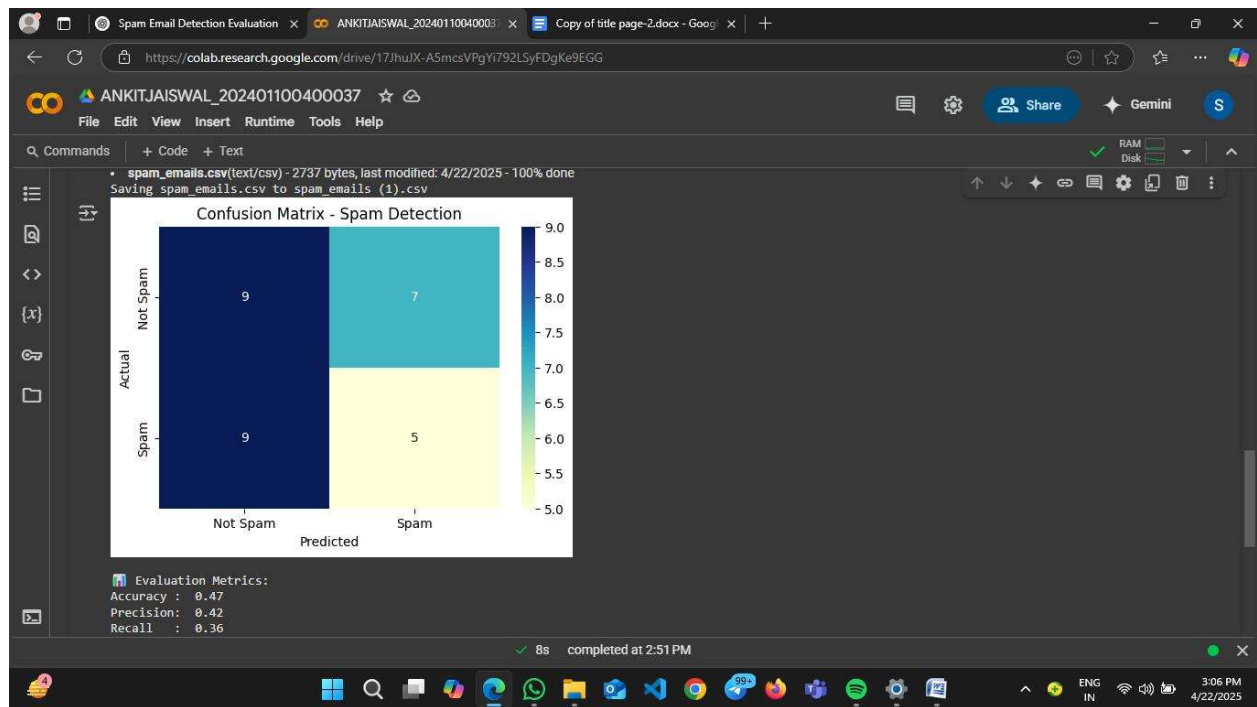 Spam Email Detection Evaluation
ANKITJAISWAL_20240110040003
Copy of title page-2.docx - Goog
https://colab.research.google.com/drive/17JhuJX-A5mcsVPgYi792LSyFDgKe9EGG
ANKITJAISWAL_202401100400037
Share
Gemini
S
File Edit View Insert Runtime Tools Help
Commands + Code + Text
RAM
Disk
spam_emails.csv(text/csv) - 2737 bytes, last modified: 4/22/2025 - 100% done
Saving spam_emails.csv to spam_emails (1).csv
Confusion Matrix - Spam Detection
9.0
8.5
8.0
7.5
7.0
6.5
6.0
5.5
5.0
Actual
Not Spam
9 7
Spam
9 5
Not Spam Spam
Predicted
Evaluation Metrics:
Accuracy : 0.47
Precision: 0.42
Recall : 0.36
8s completed at 2:51 PM
4
99+
ENG
IN
3:06 PM
4/22/2025